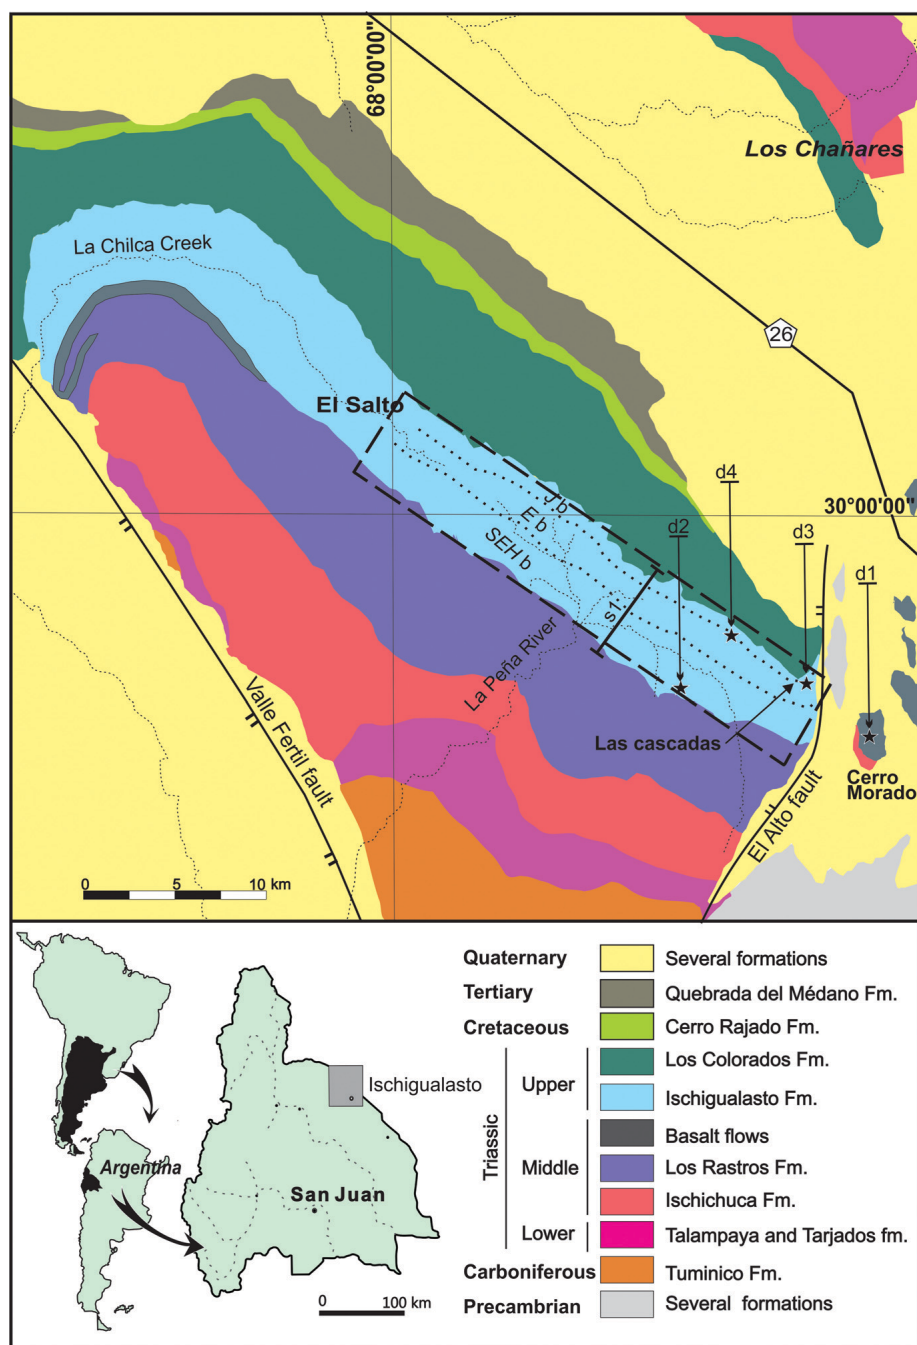 68°00'00"
Los Chañares
La Chilca Creek
26
El Salto
d4
30°00'00"
J b
E b
d2
d3
SEH b
d1
s1
La Peña River
Valle Fertil fault
Las cascadas
Cerro
Morado
El Alto fault
0 5 10 km
Quaternary Several formations
Tertiary Quebrada del Médano Fm.
Cretaceous Cerro Rajado Fm.
Los Colorados Fm.
Upper
Ischigualasto Fm.
Triassic
Basalt flows
Middle Los Rastros Fm.
Ischichuca Fm.
Lower Talampaya and Tarjados fm.
Carboniferous Tuminico Fm.
Precambrian Several formations
Ischigualasto
Argentina
San Juan
0 100 km